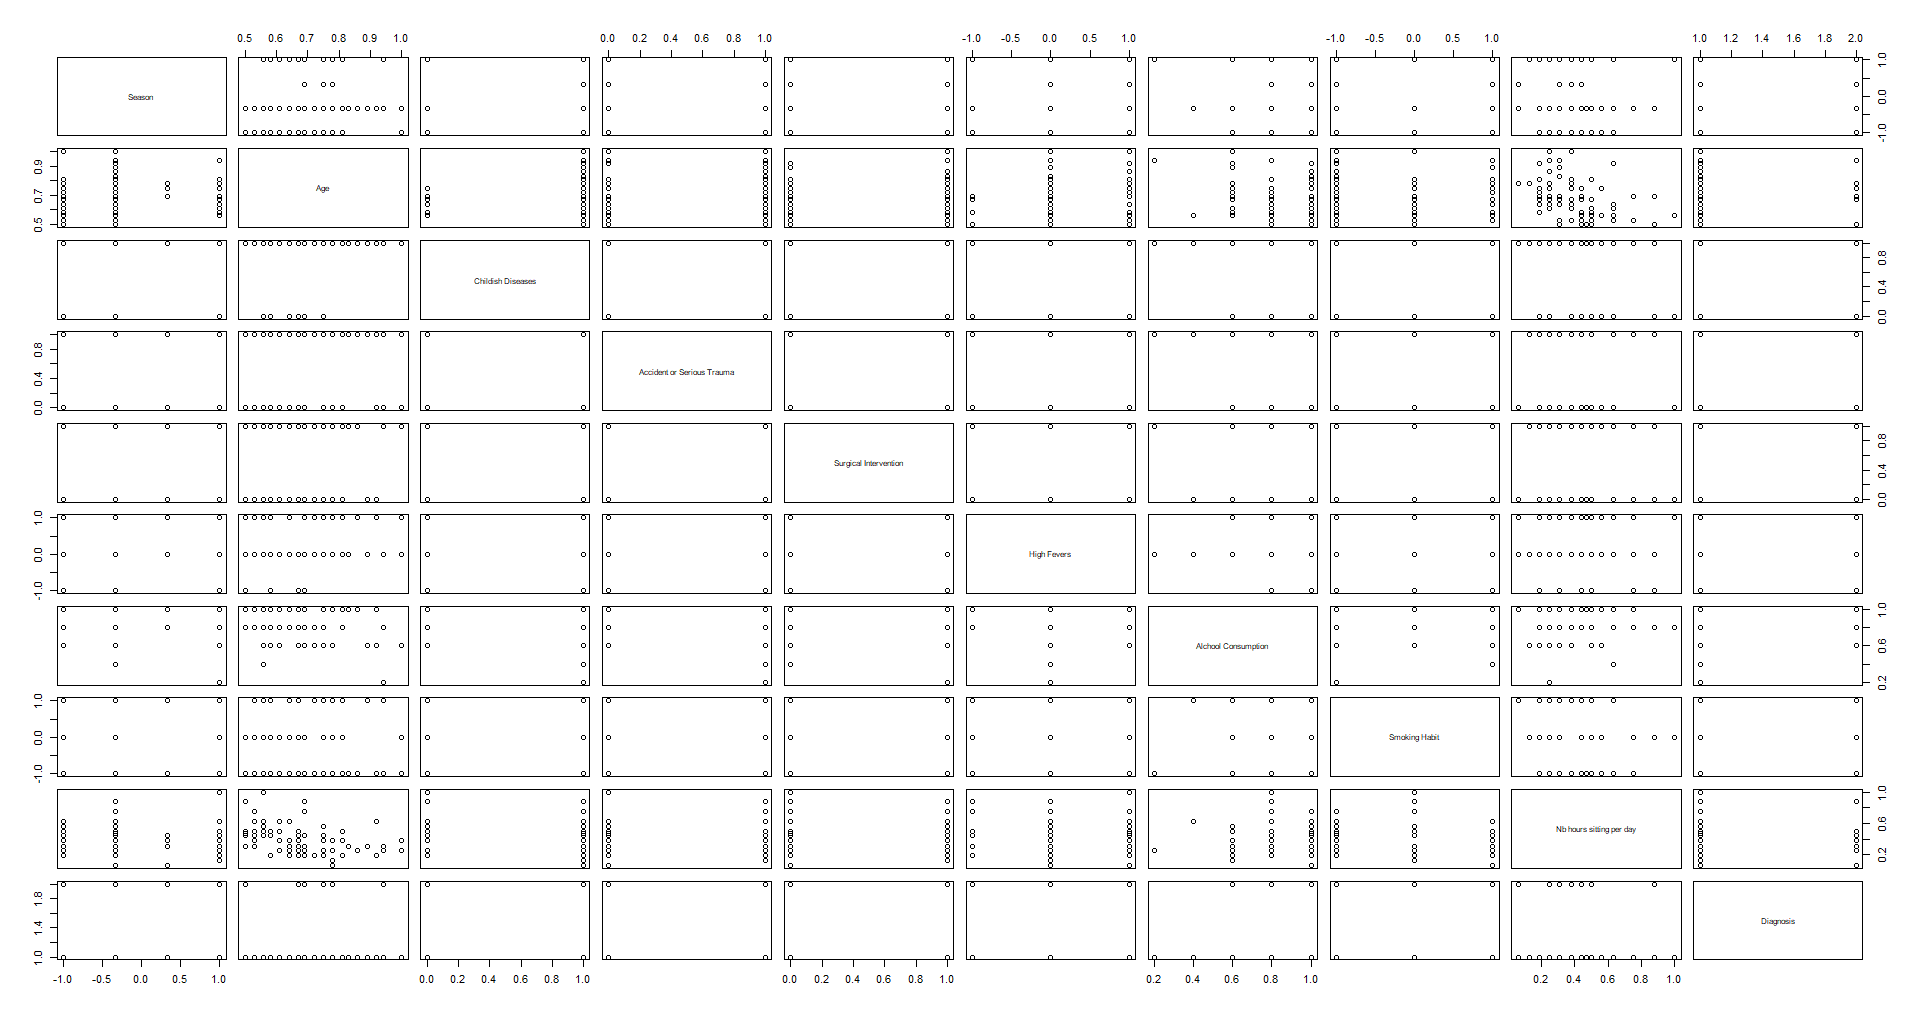 0.5 0.6 0.7 0.8 0.9 1.0 0.0 0.2 0.4 0.6 0.8 1.0 -1.0 -0.5 0.0 0.5 1.0 -1.0 0.0 1.0 1.0 1.2 1.4 1.6 1.8 2.0
Season
-1.0 0.0 1.0
0.5 0.7 0.9
Age
Childish Diseases
0.0 0.4 0.8
0.0 0.4 0.8
Accident or Serious Trauma
Surgical Intervention
0.0 0.4 0.8
-1.0 0.0 1.0
High Fevers
Alchool Consumption
0.2 0.6 1.0
-1.0 0.0 1.0
Smoking Habit
Nb hours sitting per day
0.2 0.6 1.0
1.0 1.4 1.8
Diagnosis
-1.0 -0.5 0.0 0.5 1.0 0.0 0.2 0.4 0.6 0.8 1.0 0.0 0.2 0.4 0.6 0.8 1.0 0.2 0.4 0.6 0.8 1.0 0.2 0.4 0.6 0.8 1.0